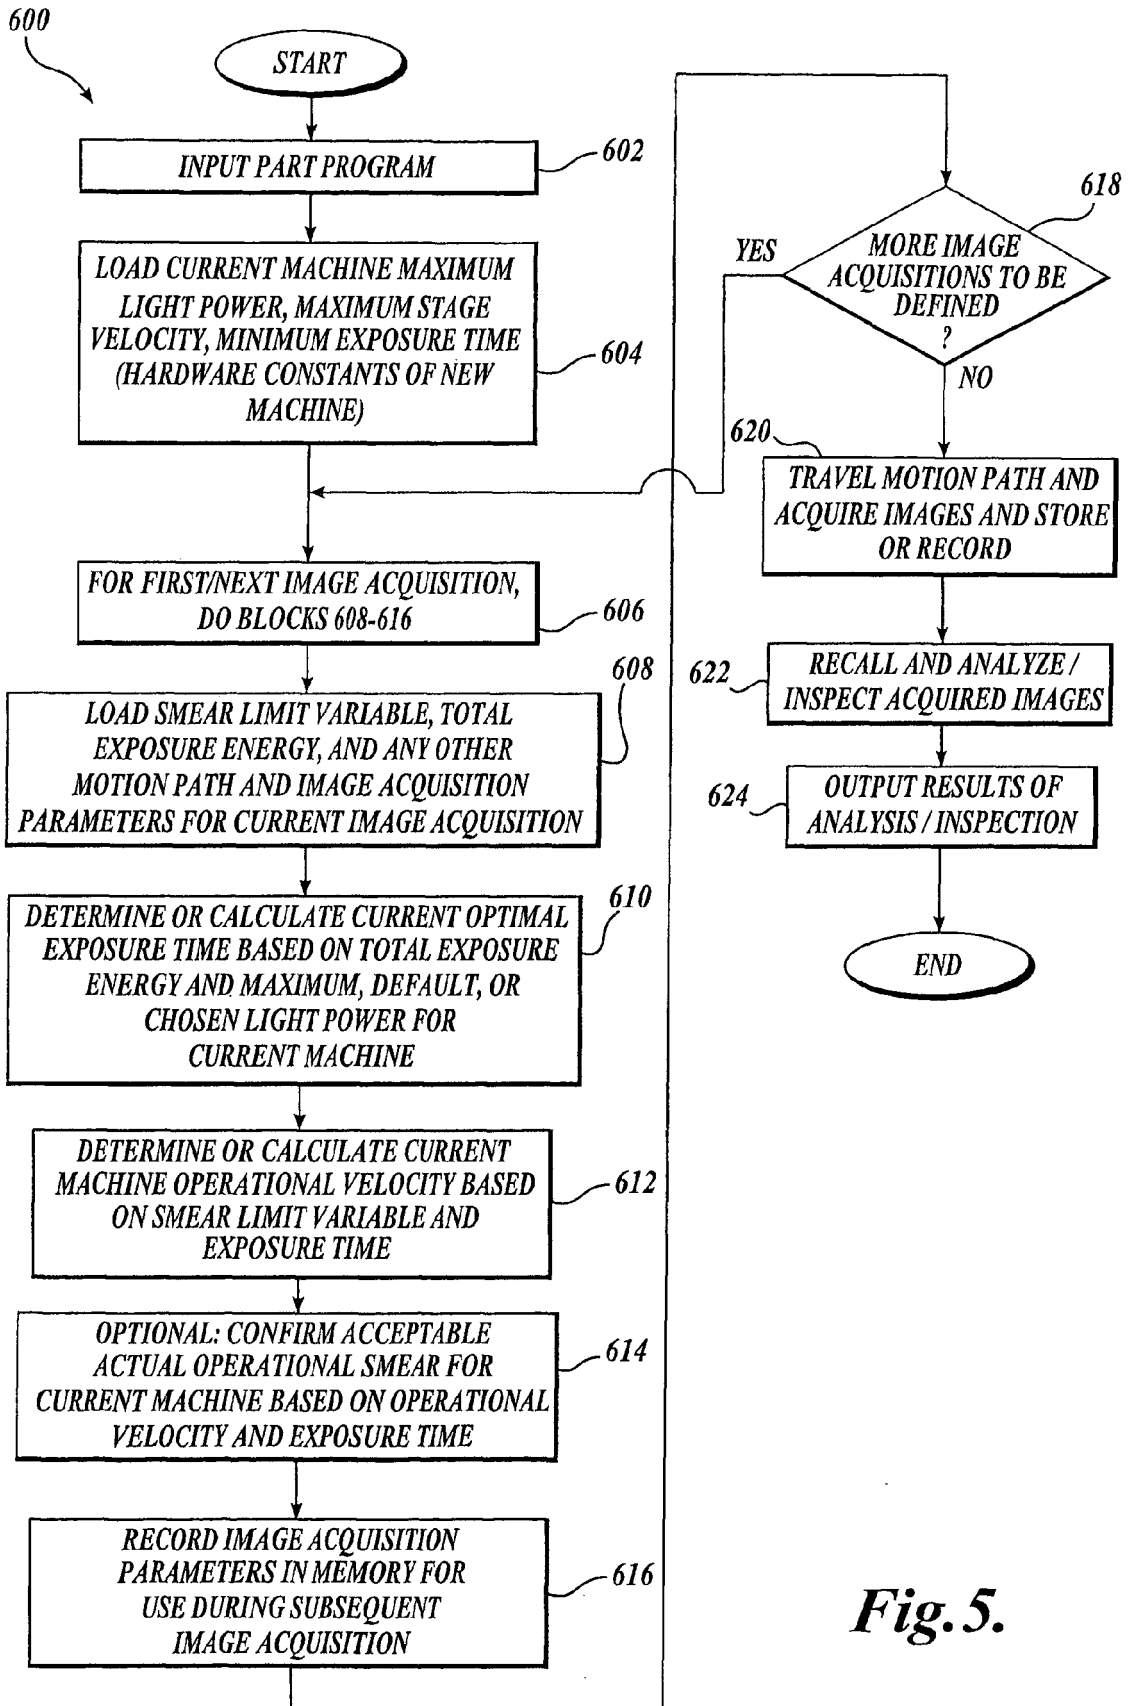 600
START
INPUT PART PROGRAM
602
LOAD CURRENT MACHINE MAXIMUM
LIGHT POWER, MAXIMUM STAGE
VELOCITY, MINIMUM EXPOSURE TIME
(HARDWARE CONSTANTS OF NEW
MACHINE)
604
FOR FIRST/NEXT IMAGE ACQUISITION,
DO BLOCKS 608-616
606
LOAD SMEAR LIMIT VARIABLE, TOTAL
EXPOSURE ENERGY, AND ANY OTHER
MOTION PATH AND IMAGE ACQUISITION
PARAMETERS FOR CURRENT IMAGE ACQUISITION
608
DETERMINE OR CALCULATE CURRENT OPTIMAL
EXPOSURE TIME BASED ON TOTAL EXPOSURE
ENERGY AND MAXIMUM, DEFAULT, OR
CHOSEN LIGHT POWER FOR
CURRENT MACHINE
610
DETERMINE OR CALCULATE CURRENT
MACHINE OPERATIONAL VELOCITY BASED
ON SMEAR LIMIT VARIABLE AND
EXPOSURE TIME
612
OPTIONAL: CONFIRM ACCEPTABLE
ACTUAL OPERATIONAL SMEAR FOR
CURRENT MACHINE BASED ON OPERATIONAL
VELOCITY AND EXPOSURE TIME
614
RECORD IMAGE ACQUISITION
PARAMETERS IN MEMORY FOR
USE DURING SUBSEQUENT
IMAGE ACQUISITION
616
618
MORE IMAGE
ACQUISITIONS TO BE
DEFINED
?
YES
NO
620
TRAVEL MOTION PATH AND
ACQUIRE IMAGES AND STORE
OR RECORD
622
RECALL AND ANALYZE /
INSPECT ACQUIRED IMAGES
624
OUTPUT RESULTS OF
ANALYSIS / INSPECTION
END
Fig.5.